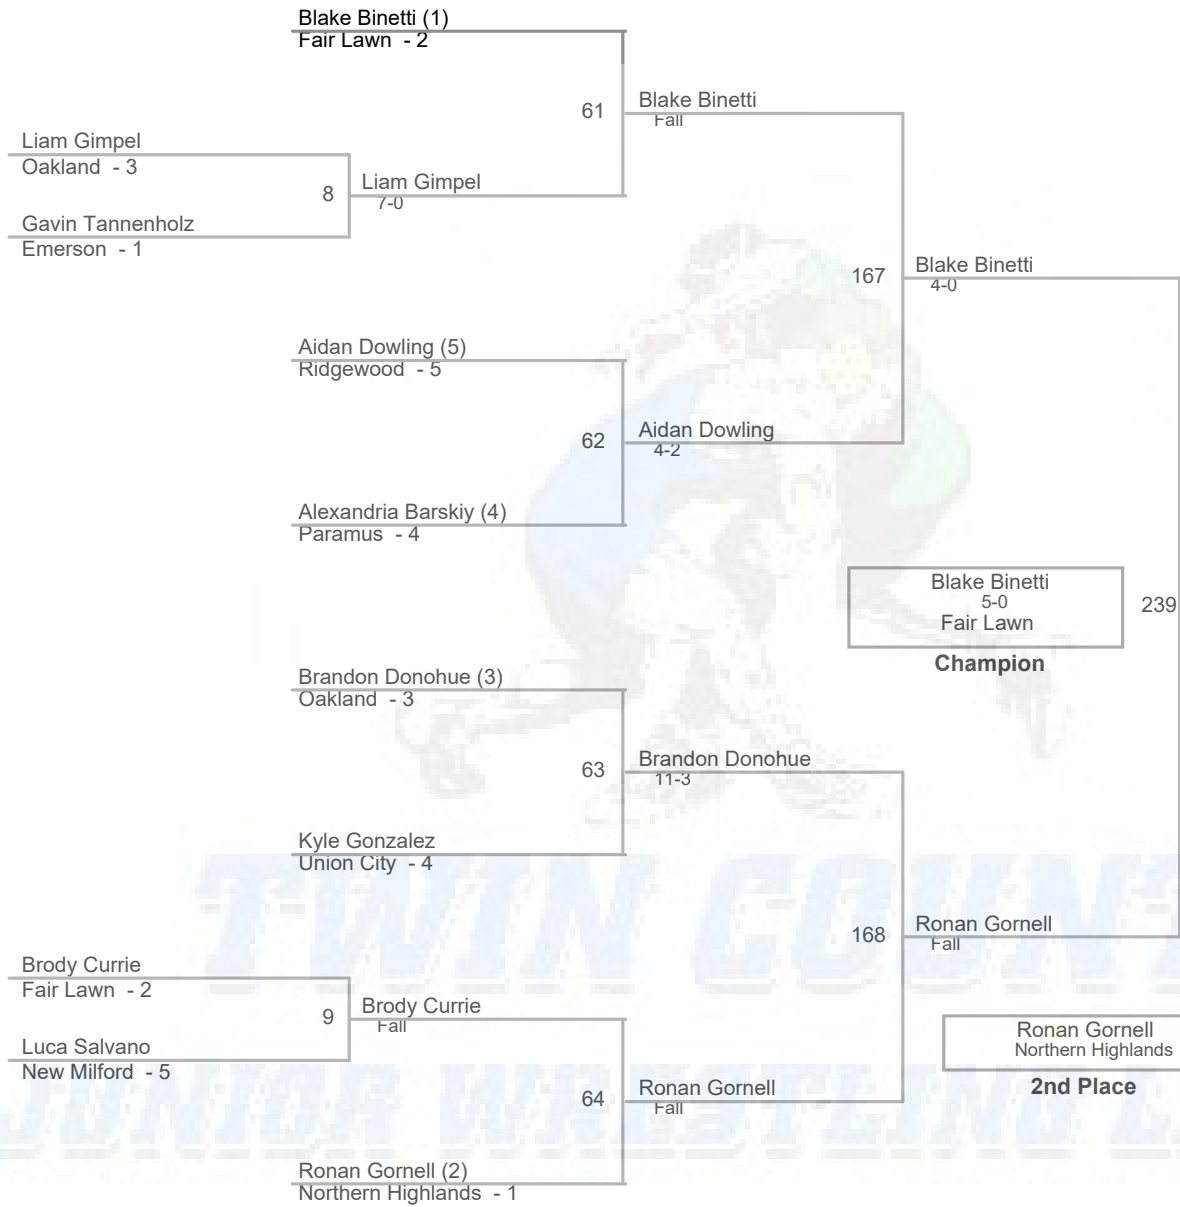 Blake Binetti (1)
Fair Lawn - 2
61
Blake Binetti
Fall
Liam Gimpel
Oakland - 3
8
Liam Gimpel
7-0
Gavin Tannenholz
Emerson - 1
167
Blake Binetti
4-0
Aidan Dowling (5)
Ridgewood - 5
62
Aidan Dowling
4-2
Alexandria Barskiy (4)
Paramus - 4
Blake Binetti
5-0
Fair Lawn
239
Champion
Brandon Donohue (3)
Oakland - 3
63
Brandon Donohue
11-3
Kyle Gonzalez
Union City - 4
TWIN COUNT
168
Ronan Gornell
Fall
Brody Currie
Fair Lawn - 2
9
Brody Currie
Fall
Luca Salvano
New Milford - 5
Ronan Gornell
Northern Highlands
2nd Place
JUNIOR WRESTLING
64
Ronan Gornell
Fall
Ronan Gornell (2)
Northern Highlands - 1